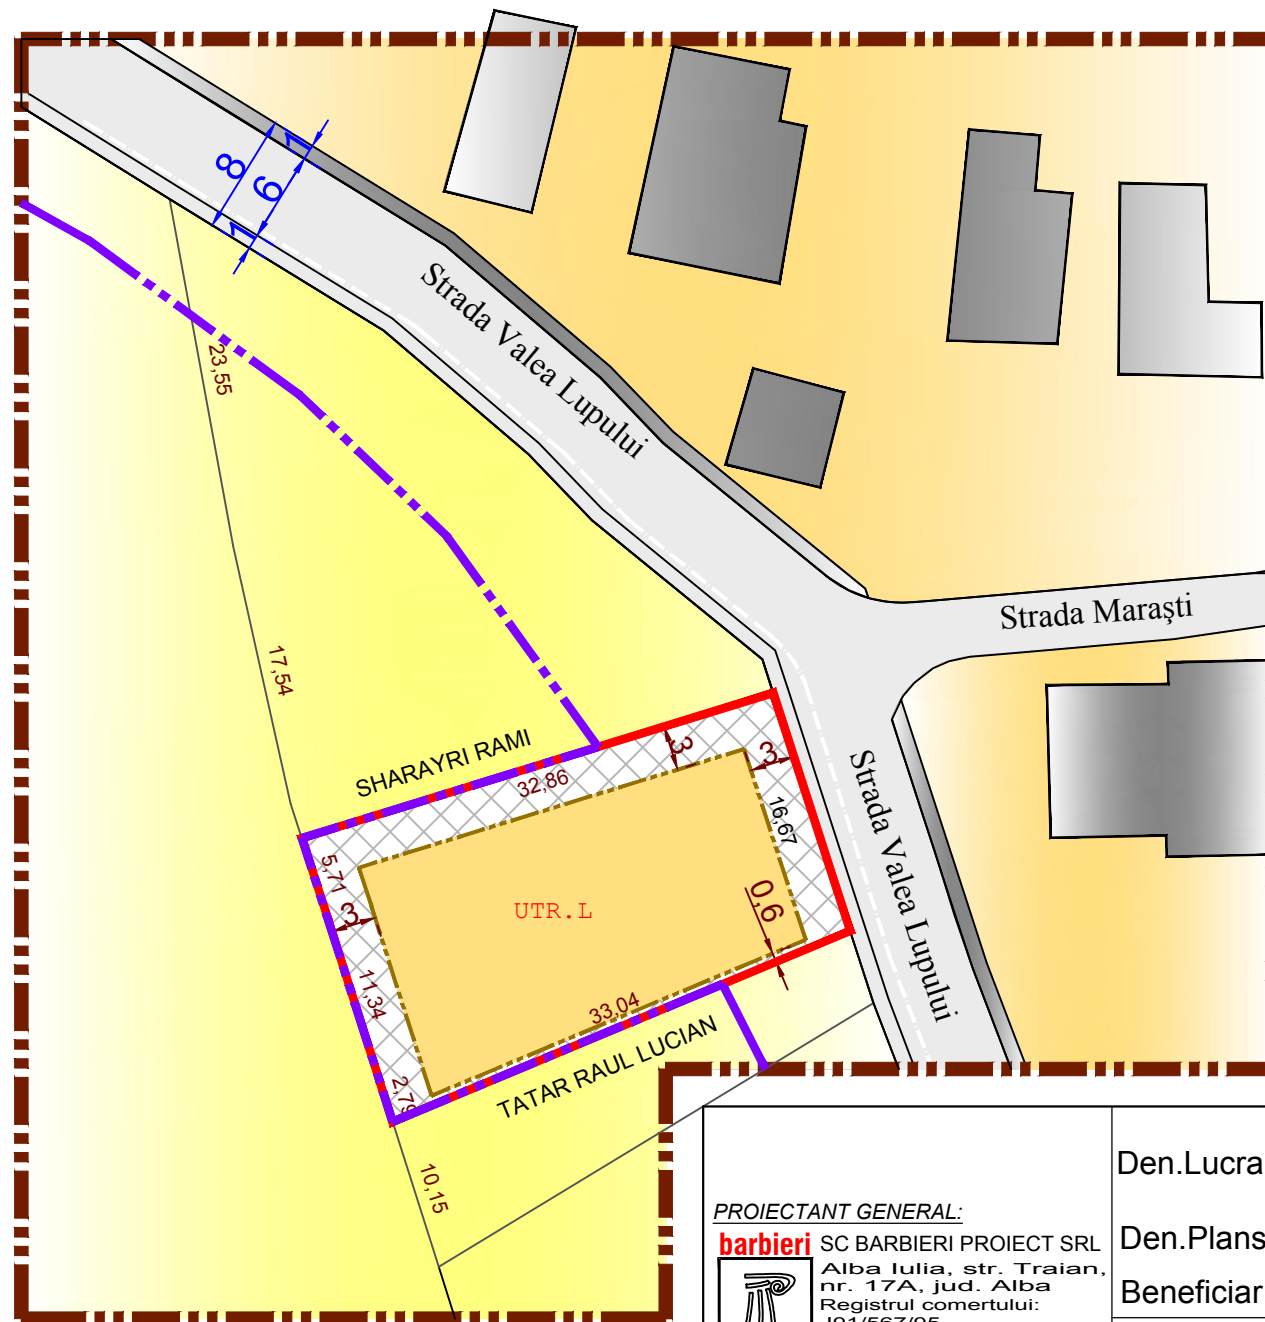 8
1
6
1
Strada Valea Lupului
23,55
Strada Maraşti
17,54
SHARAYRI RAMI
32,86
3
3
16,67
Strada Valea Lupului
5,71
3
UTR.L
0,6
11,34
33,04
TATAR RAUL LUCIAN
2,79
10,15
Den.Lucra
PROIECTANT GENERAL:
barbieri SC BARBIERI PROIECT SRL
Den.Plans
Alba Iulia, str. Traian,
nr. 17A, jud. Alba
Beneficiar
Registrul comertului:
J01/567/95